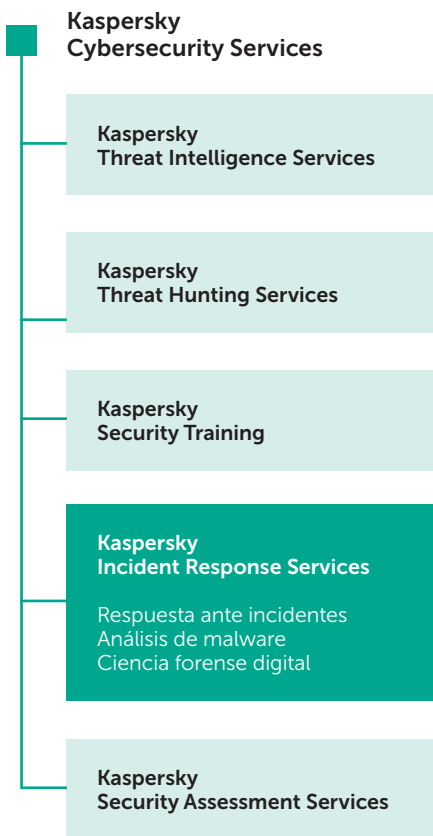 Kaspersky
Cybersecurity Services
Kaspersky
Threat Intelligence Services
Kaspersky
Threat Hunting Services
Kaspersky
Security Training
Kaspersky
Incident Response Services
Respuesta ante incidentes
Análisis de malware
Ciencia forense digital
Kaspersky
Security Assessment Services